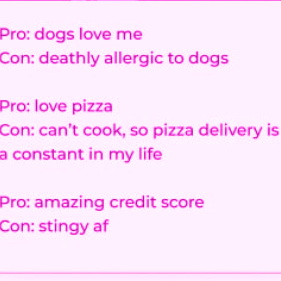 Pro: dogs love me
Con: deathly allergic to dogs
Pro: love pizza
Con: can't cook, so pizza delivery is
a constant in my life
Pro: amazing credit score
Con: stingy af